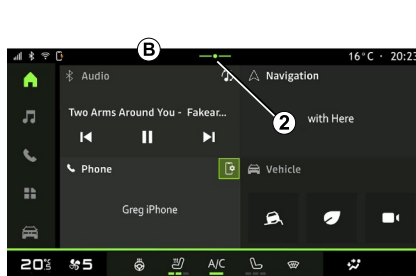 B
16°C · 20:23
Audio
Navigation
Two Arms Around You - Fakear...
2
with Here
Phone
Vehicle
Greg iPhone
20°5
5
A/C